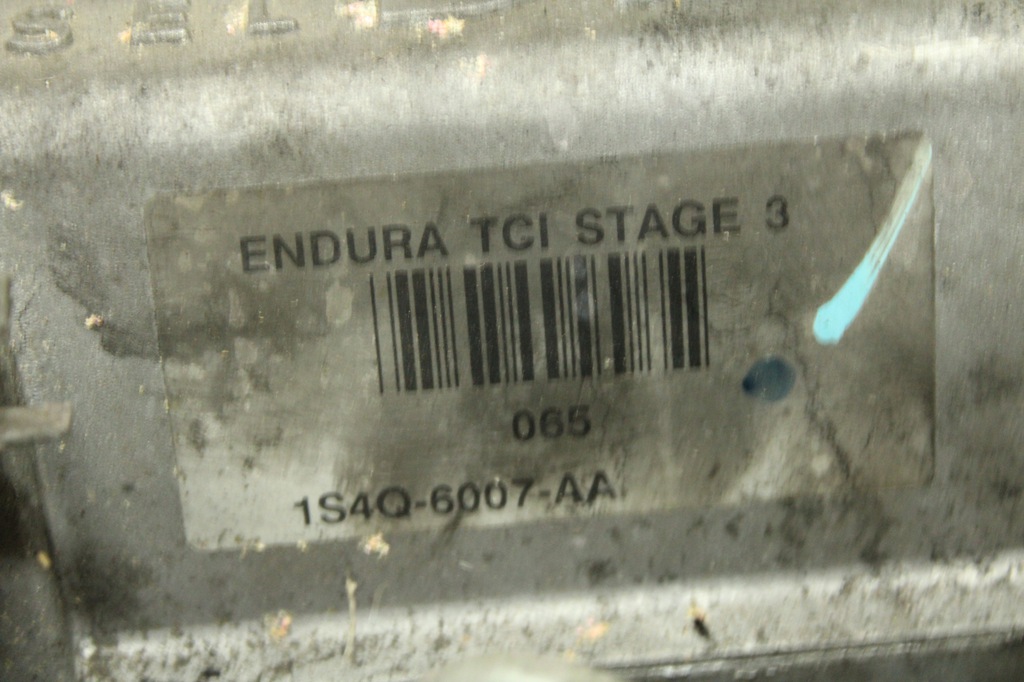 ENDURA TCI STAGE 3
065
1S4Q-6007-AA